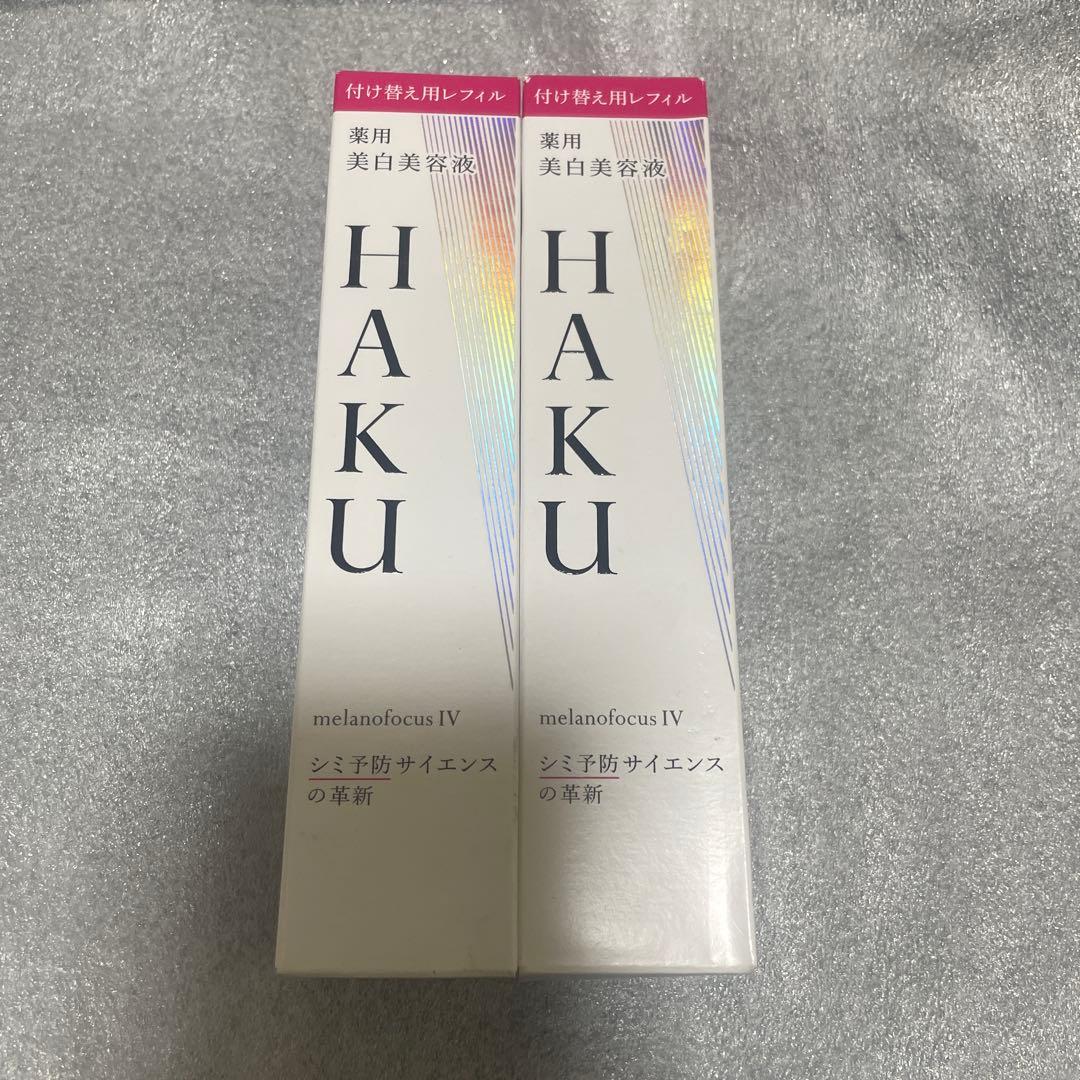 付け替え用レフィル
薬用
美白美容液
HAKU
melanofocus IV
シミ予防サイエンス
の革新
付け替え用レフィル
薬用
美白美容液
HAKU
melanofocus IV
シミ予防サイエンス
の革新